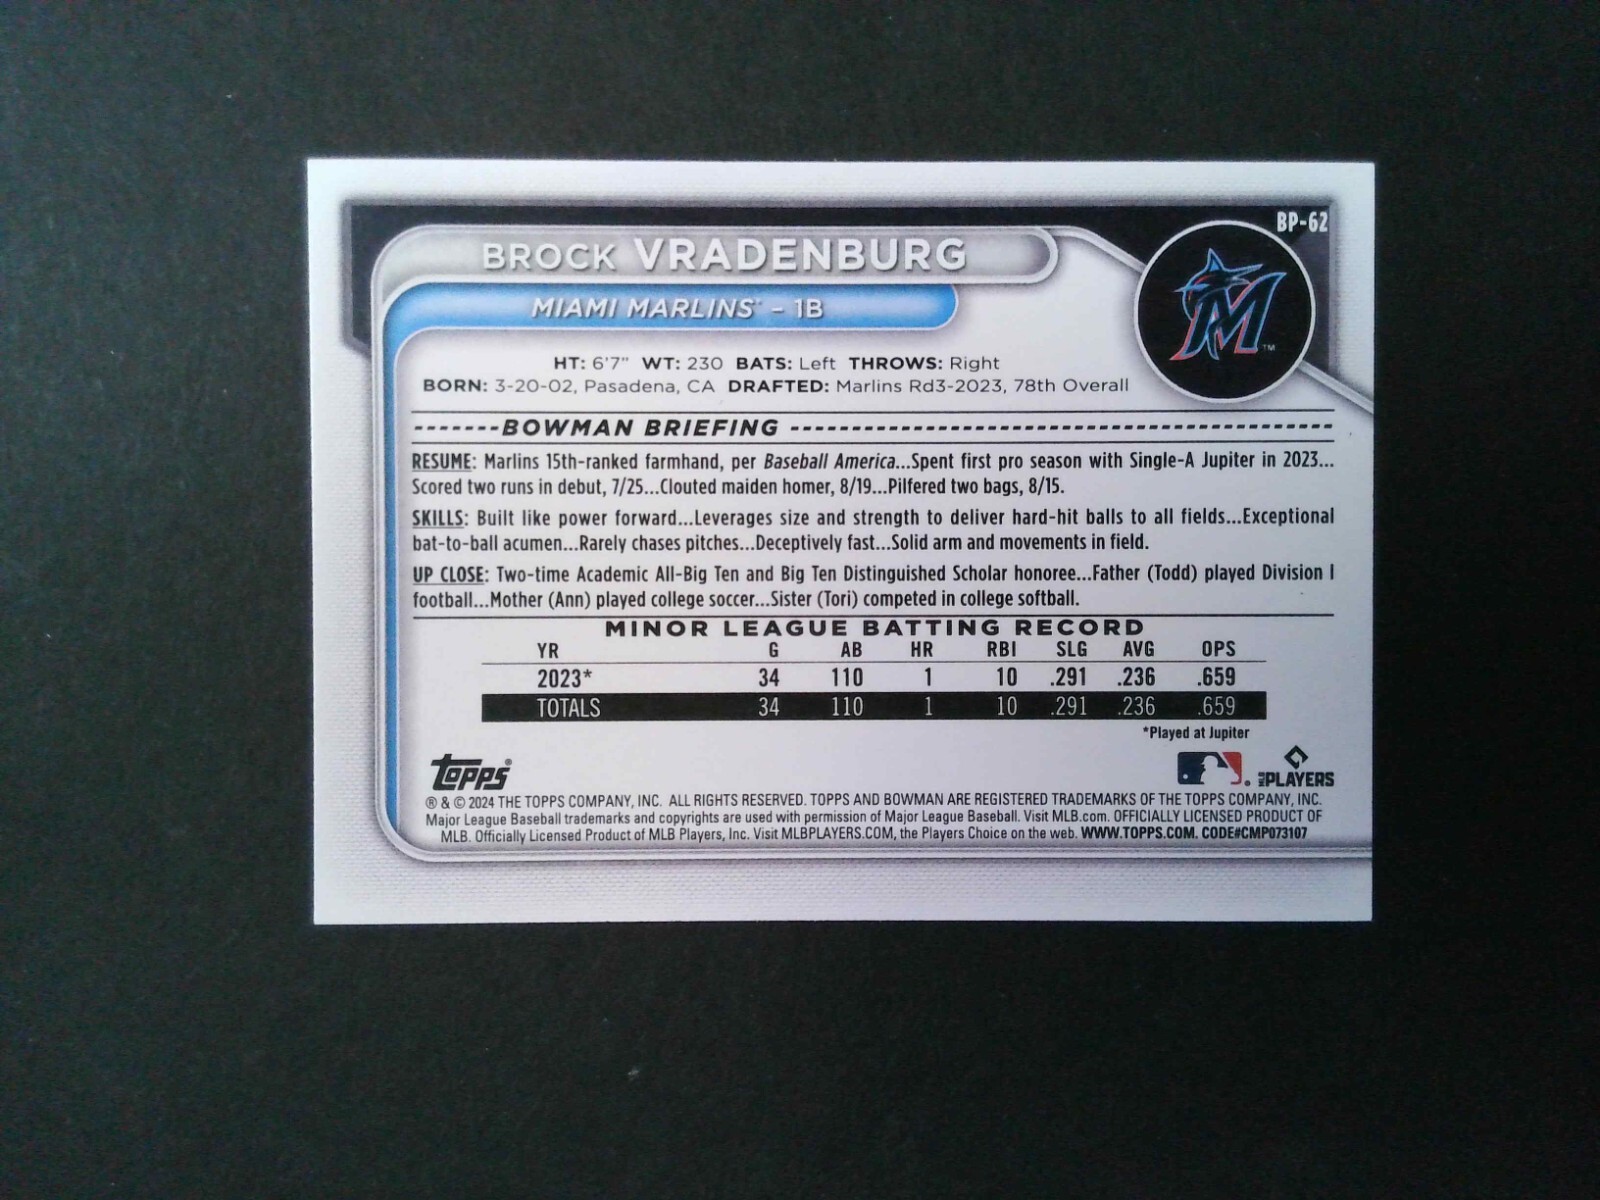 BP-62
BROCK VRADENBURG
MIAMI MARLINS™ - 1B
HT: 6'7" WT: 230 BATS: Left THROWS: Right
BORN: 3-20-02, Pasadena, CA DRAFTED: Marlins Rd3-2023, 78th Overall
M™
-------BOWMAN BRIEFING --------------------------------------------
RESUME: Marlins 15th-ranked farmhand, per Baseball America...Spent first pro season with Single-A Jupiter in 2023...
Scored two runs in debut, 7/25...Clouted maiden homer, 8/19...Pilfered two bags, 8/15.
SKILLS: Built like power forward...Leverages size and strength to deliver hard-hit balls to all fields...Exceptional
bat-to-ball acumen...Rarely chases pitches...Deceptively fast...Solid arm and movements in field.
UP CLOSE: Two-time Academic All-Big Ten and Big Ten Distinguished Scholar honoree...Father (Todd) played Division I
football...Mother (Ann) played college soccer...Sister (Tori) competed in college softball.
MINOR LEAGUE BATTING RECORD
YR G AB HR RBI SLG AVG OPS
2023* 34 110 1 10 .291 .236 .659
TOTALS 34 110 1 10 .291 .236 .659
*Played at Jupiter
topps® MLB PLAYERS
® & © 2024 THE TOPPS COMPANY, INC. ALL RIGHTS RESERVED. TOPPS AND BOWMAN ARE REGISTERED TRADEMARKS OF THE TOPPS COMPANY, INC.
Major League Baseball trademarks and copyrights are used with permission of Major League Baseball. Visit MLB.com. OFFICIALLY LICENSED PRODUCT OF
MLB. Officially Licensed Product of MLB Players, Inc. Visit MLBPLAYERS.COM, the Players Choice on the web. WWW.TOPPS.COM. CODE#CMP073107